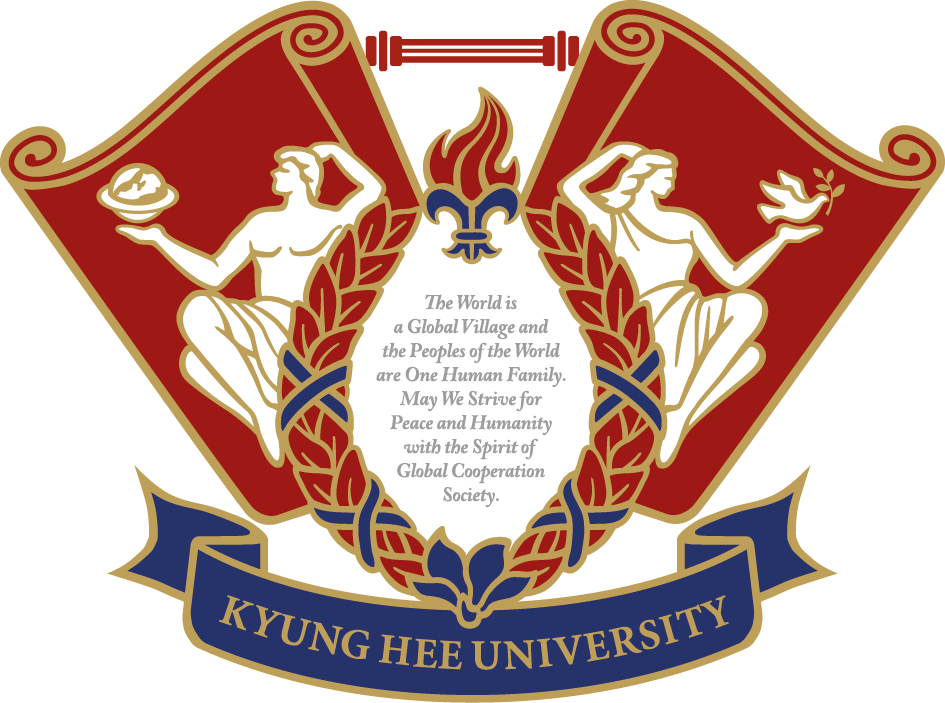 The World is
a Global Village and
the Peoples of the World
are One Human Family.
May We Strive for
Peace and Humanity
with the Spirit of
Global Cooperation
Society.
KYUNG HEE UNIVERSITY